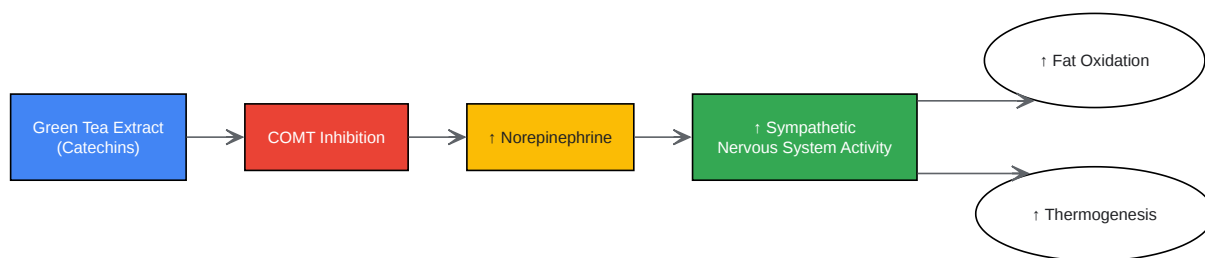 Green Tea Extract
(Catechins)
COMT Inhibition
↑ Norepinephrine
↑ Sympathetic
Nervous System Activity
↑ Fat Oxidation
↑ Thermogenesis